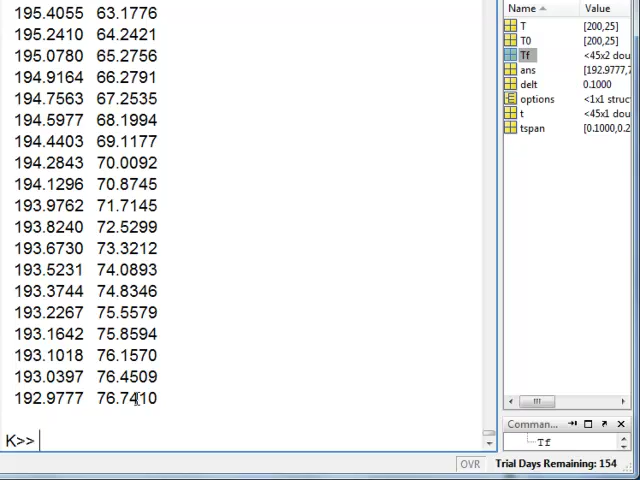 195.4055 63.1776
195.2410 64.2421
195.0780 65.2756
194.9164 66.2791
194.7563 67.2535
194.5977 68.1994
194.4403 69.1177
194.2843 70.0092
194.1296 70.8745
193.9762 71.7145
193.8240 72.5299
193.6730 73.3212
193.5231 74.0893
193.3744 74.8346
193.2267 75.5579
193.1642 75.8594
193.1018 76.1570
193.0397 76.4509
192.9777 76.7410
K>>
Name Value
T [200,25]
T0 [200,25]
Tf <45x2 dou
ans [192.9777,7
delt 0.1000
options <1x1 struc
t <45x1 dou
tspan [0.1000,0.2
Comman...
Tf
OVR Trial Days Remaining: 154